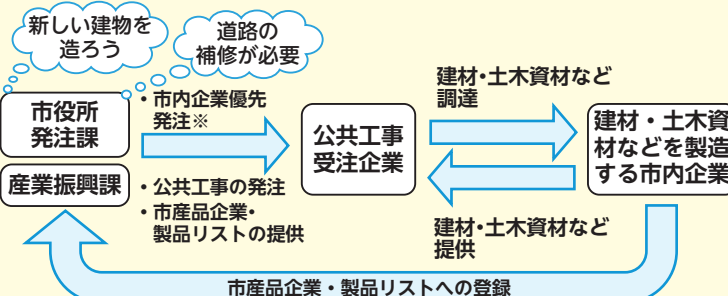 新しい建物を
造ろう
道路の
補修が必要
市役所
発注課
産業振興課
・市内企業優先
発注※
・公共工事の発注
・市産品企業・
製品リストの提供
公共工事
受注企業
建材・土木資材など
調達
建材・土木資材など
提供
建材・土木資
材などを製造
する市内企業
市産品企業・製品リストへの登録